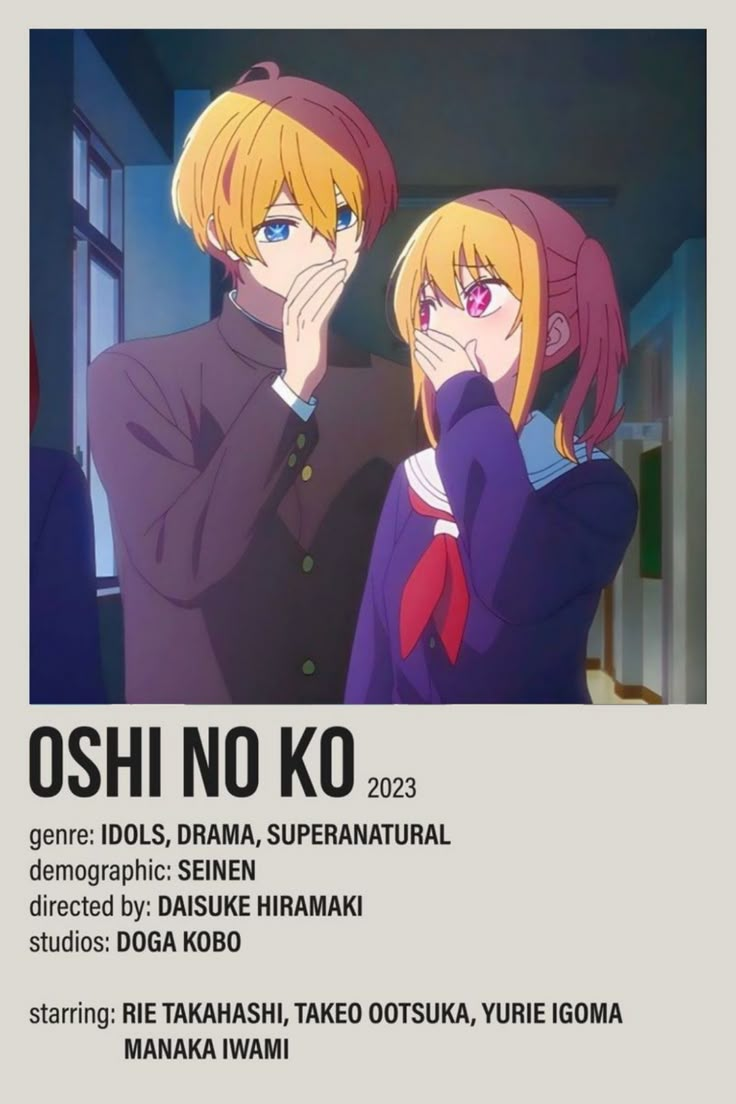 OSHI NO KO 2023
genre: IDOLS, DRAMA, SUPERANATURAL
demographic: SEINEN
directed by: DAISUKE HIRAMAKI
studios: DOGA KOBO
starring: RIE TAKAHASHI, TAKEO OOTSUKA, YURIE IGOMA
MANAKA IWAMI